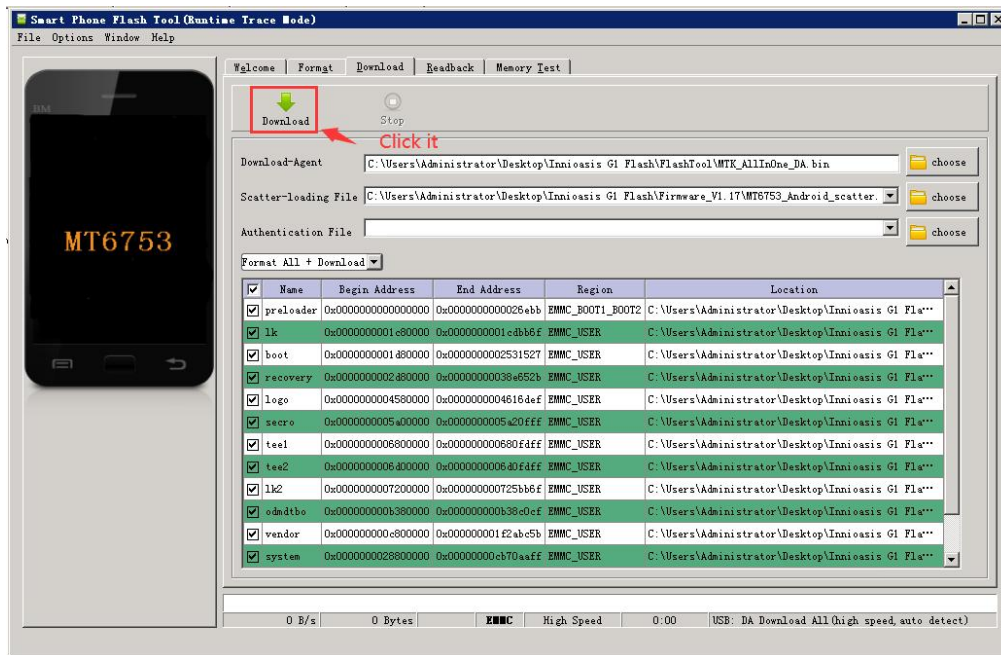 Smart Phone Flash Tool(Runtime Trace Mode)
File Options Window Help
Welcome Format Download Readback Memory Test
BM
Download Stop
Click it
Download-Agent C:\Users\Administrator\Desktop\Innioasis G1 Flash\FlashTool\MTK_AllInOne_DA.bin choose
Scatter-loading File C:\Users\Administrator\Desktop\Innioasis G1 Flash\Firmware_V1.17\MT6753_Android_scatter. choose
Authentication File choose
MT6753
Format All + Download
Name Begin Address End Address Region Location
preloader 0x0000000000000000 0x0000000000026ebb EMMC_BOOT1_BOOT2 C:\Users\Administrator\Desktop\Innioasis G1 Fla...
lk 0x0000000001c80000 0x0000000001cdbb6f EMMC_USER C:\Users\Administrator\Desktop\Innioasis G1 Fla...
boot 0x0000000001d80000 0x0000000002531527 EMMC_USER C:\Users\Administrator\Desktop\Innioasis G1 Fla...
recovery 0x0000000002d80000 0x00000000038e652b EMMC_USER C:\Users\Administrator\Desktop\Innioasis G1 Fla...
logo 0x0000000004580000 0x0000000004616def EMMC_USER C:\Users\Administrator\Desktop\Innioasis G1 Fla...
secro 0x0000000005a00000 0x0000000005a20fff EMMC_USER C:\Users\Administrator\Desktop\Innioasis G1 Fla...
tee1 0x0000000006800000 0x000000000680fdff EMMC_USER C:\Users\Administrator\Desktop\Innioasis G1 Fla...
tee2 0x0000000006d00000 0x0000000006d0fdff EMMC_USER C:\Users\Administrator\Desktop\Innioasis G1 Fla...
lk2 0x0000000007200000 0x000000000725bb6f EMMC_USER C:\Users\Administrator\Desktop\Innioasis G1 Fla...
odmdtbo 0x000000000b380000 0x000000000b38c0cf EMMC_USER C:\Users\Administrator\Desktop\Innioasis G1 Fla...
vendor 0x000000000c800000 0x000000001f2abc5b EMMC_USER C:\Users\Administrator\Desktop\Innioasis G1 Fla...
system 0x0000000028800000 0x00000000cb70aaff EMMC_USER C:\Users\Administrator\Desktop\Innioasis G1 Fla...
0 B/s 0 Bytes EMMC High Speed 0:00 USB: DA Download All(high speed,auto detect)